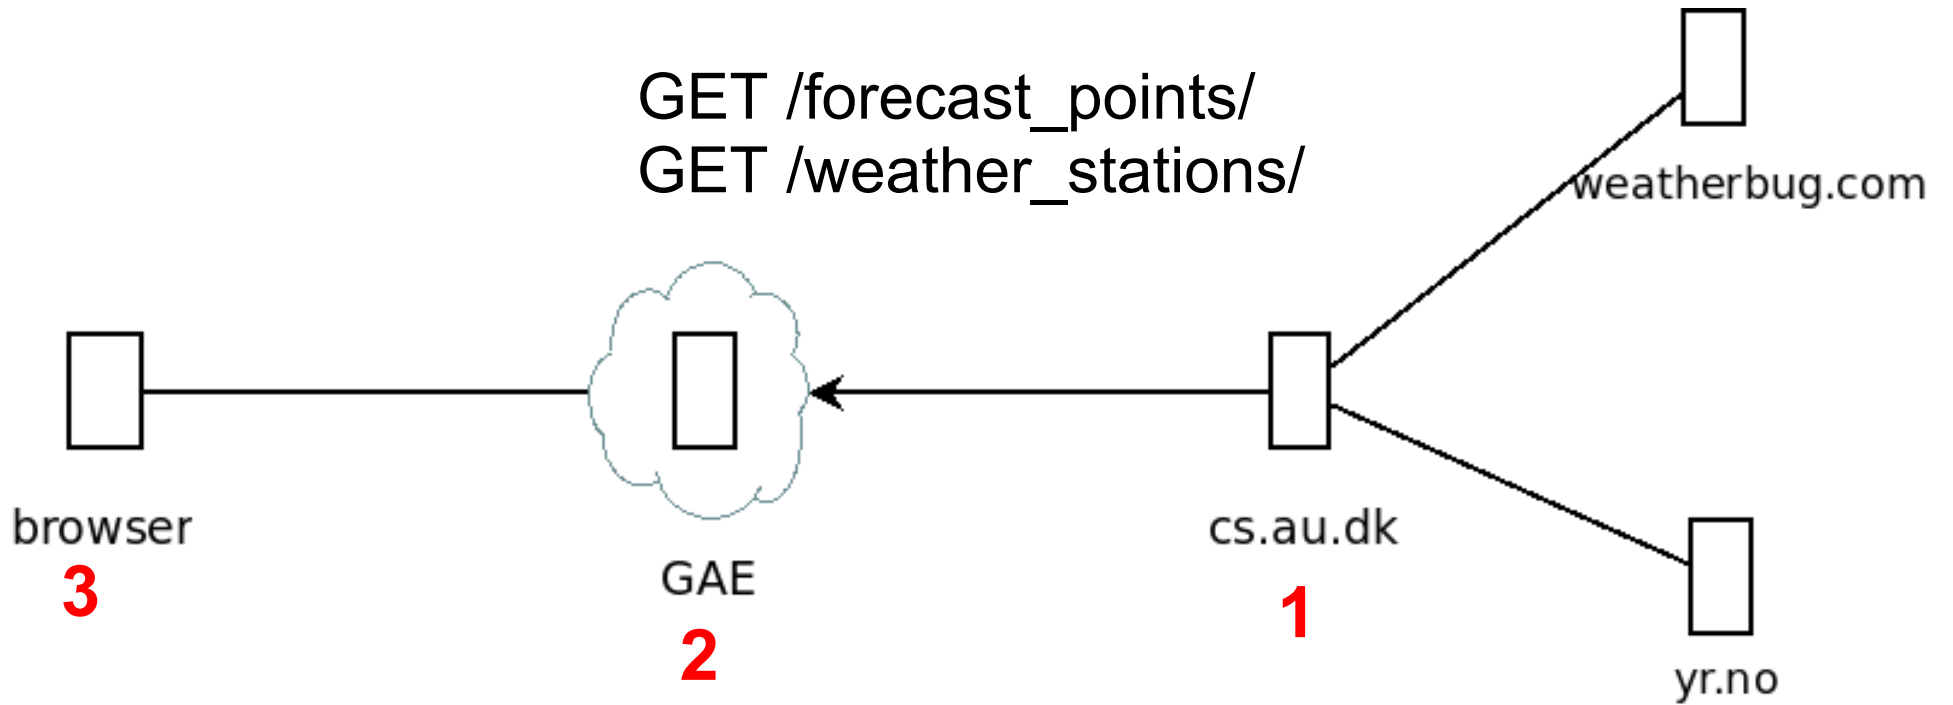 GET /forecast_points/
GET /weather_stations/
weatherbug.com
browser
3
GAE
2
cs.au.dk
1
yr.no